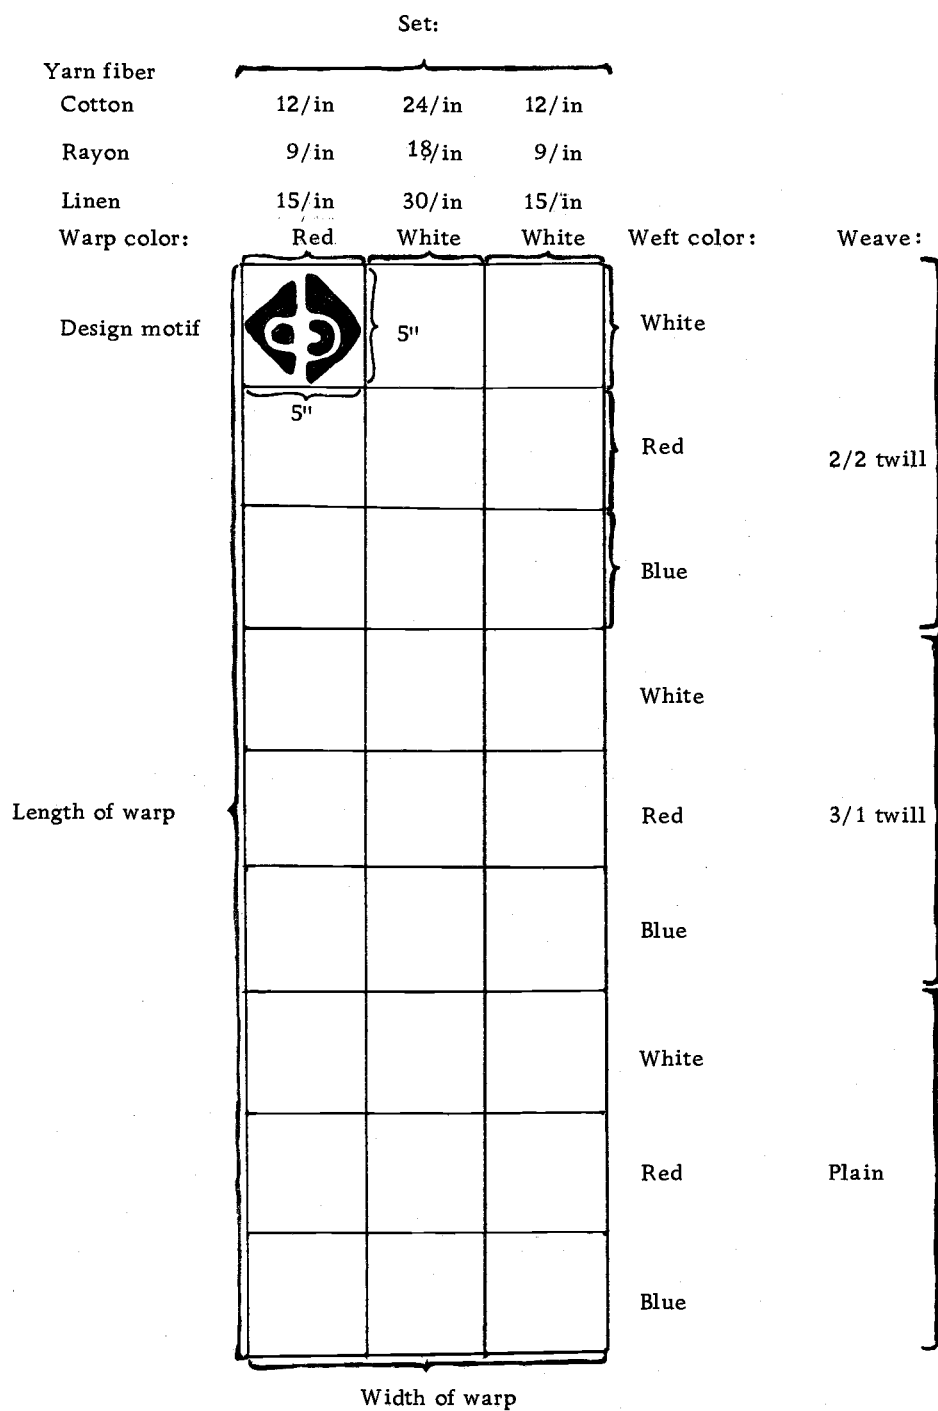 Set:
Yarn fiber
Cotton 12/in 24/in 12/in
Rayon 9/in 18/in 9/in
Linen 15/in 30/in 15/in
Warp color: Red White White Weft color: Weave:
Design motif 5" White
5"
Red 2/2 twill
Blue
White
Length of warp Red 3/1 twill
Blue
White
Red Plain
Blue
Width of warp